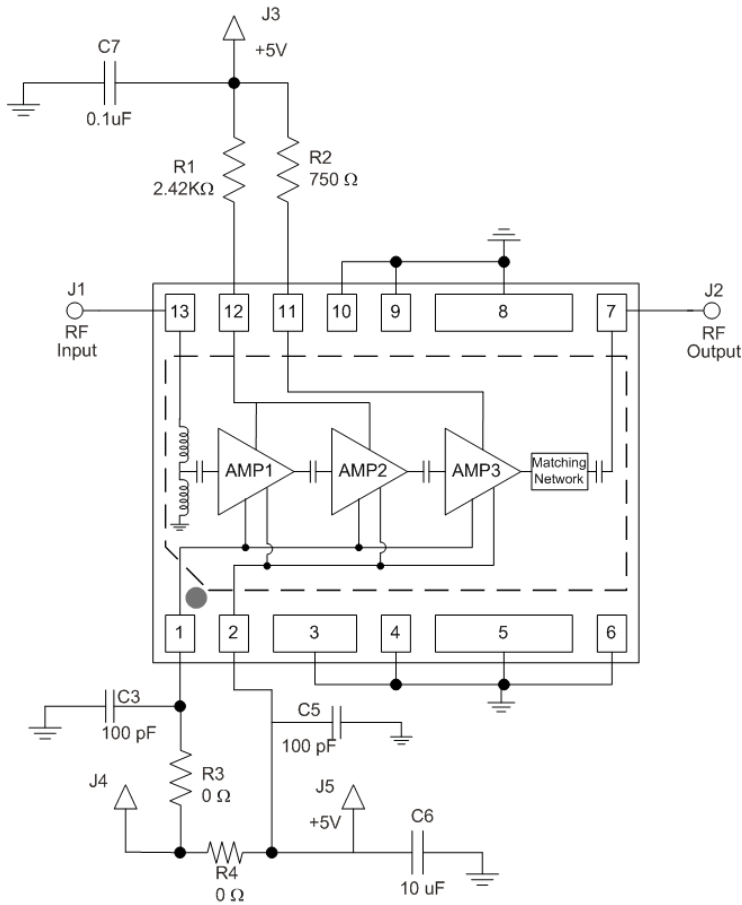 J3
+5V
C7
0.1uF
R1
2.42KΩ
R2
750 Ω
J1
RF
Input
13
12
11
10
9
8
7
J2
RF
Output
AMP1
AMP2
AMP3
Matching
Network
1
2
3
4
5
6
C3
100 pF
C5
100 pF
R3
0 Ω
J4
J5
+5V
C6
10 uF
R4
0 Ω